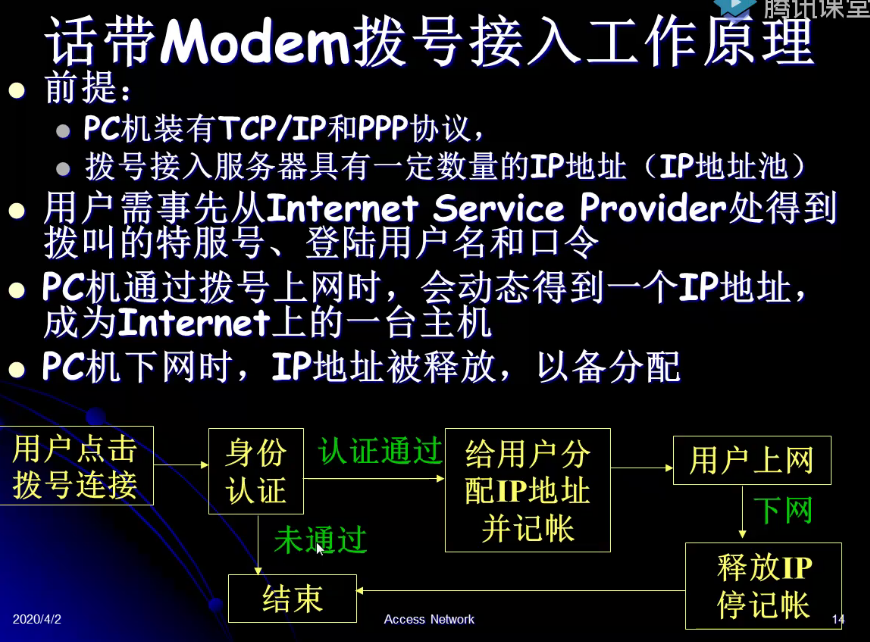 腾讯课堂
话带Modem拨号接入工作原理
前提：
PC机装有TCP/IP和PPP协议，
拨号接入服务器具有一定数量的IP地址（IP地址池）
用户需事先从Internet Service Provider处得到
拨叫的特服号、登陆用户名和口令
PC机通过拨号上网时，会动态得到一个IP地址，
成为Internet上的一台主机
PC机下网时，IP地址被释放，以备分配
用户点击
拨号连接
身份
认证
认证通过
给用户分
配IP地址
并记帐
用户上网
下网
未通过
结束
释放IP
停记帐
2020/4/2
Access Network
14